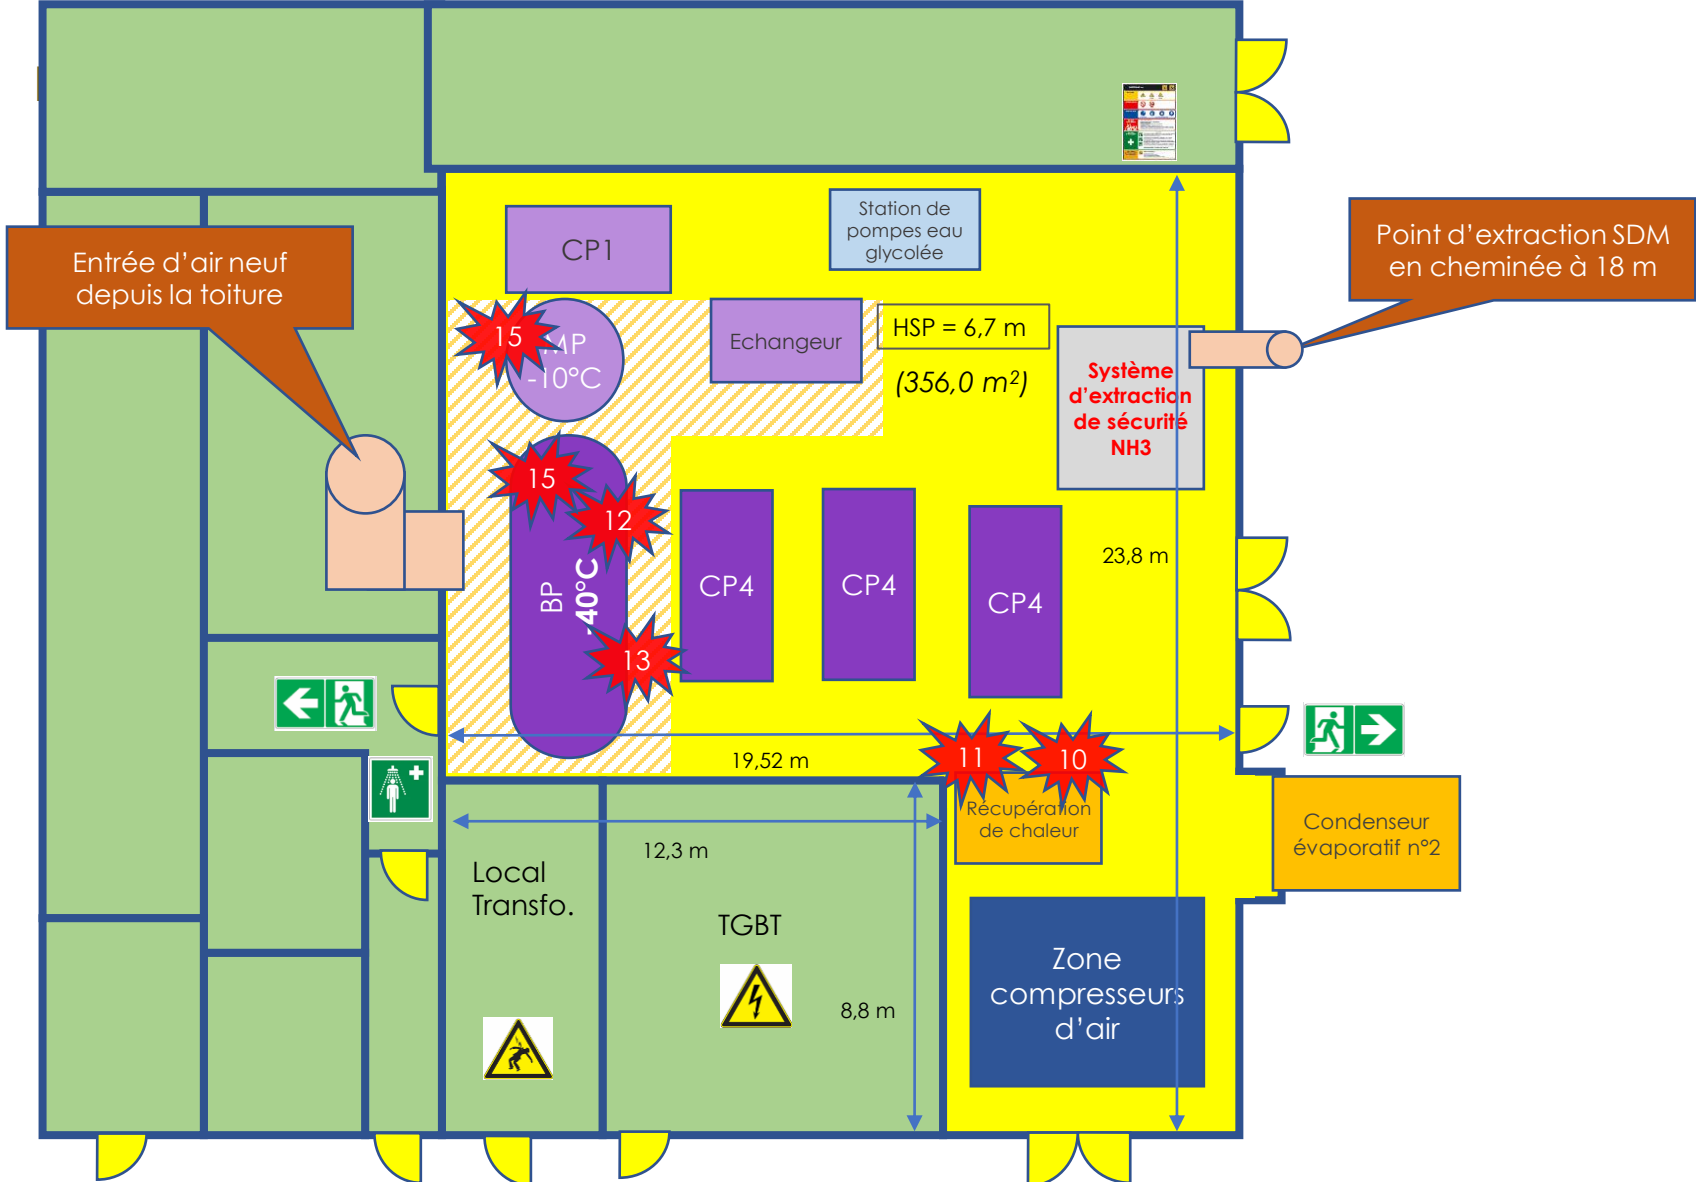 Station de
pompes eau
glycolée
CP1
Entrée d’air neuf
depuis la toiture
Point d’extraction SDM
en cheminée à 18 m
15
MP
-10°C
Echangeur
HSP = 6,7 m
(356,0 m²)
Système
d’extraction
de sécurité
NH3
15
12
BP
-40°C
CP4
CP4
CP4
23,8 m
13
19,52 m
11
10
Récupération
de chaleur
Condenseur
évaporatif n°2
12,3 m
Local
Transfo.
TGBT
8,8 m
Zone
compresseurs
d’air